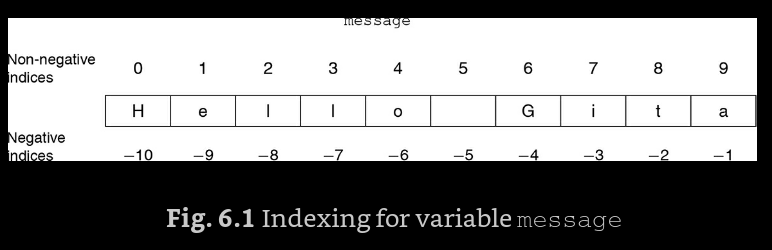 message
Non-negative
indices
0 1 2 3 4 5 6 7 8 9
H e l l o G i t a
Negative
indices
−10 −9 −8 −7 −6 −5 −4 −3 −2 −1
Fig. 6.1 Indexing for variable message